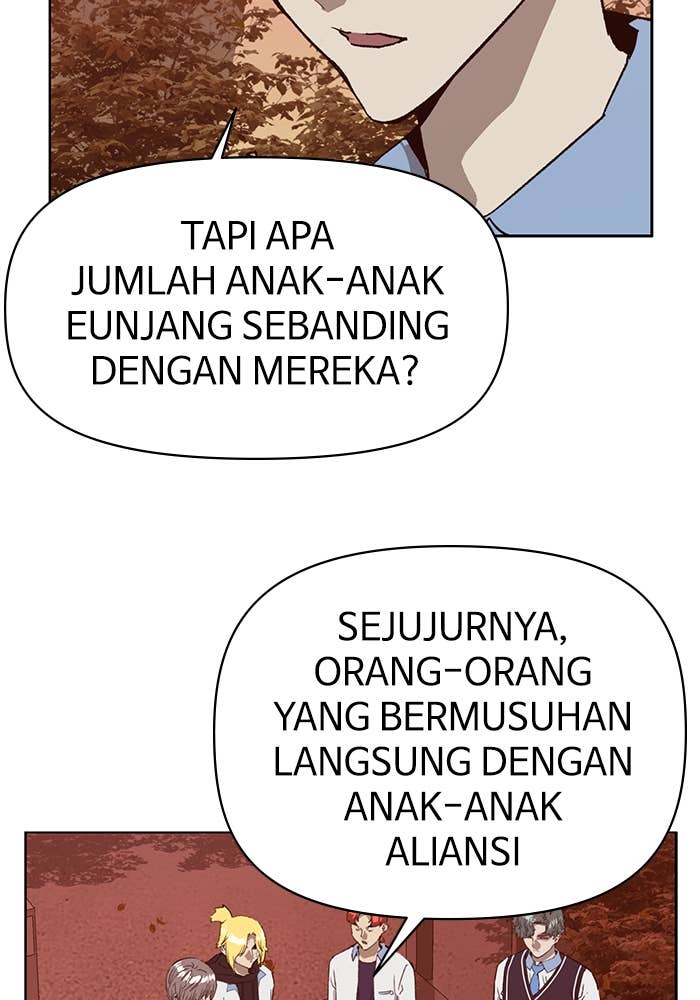 TAPI APA
JUMLAH ANAK-ANAK
EUNJANG SEBANDING
DENGAN MEREKA?
SEJUJURNYA,
ORANG-ORANG
YANG BERMUSUHAN
LANGSUNG DENGAN
ANAK-ANAK
ALIANSI